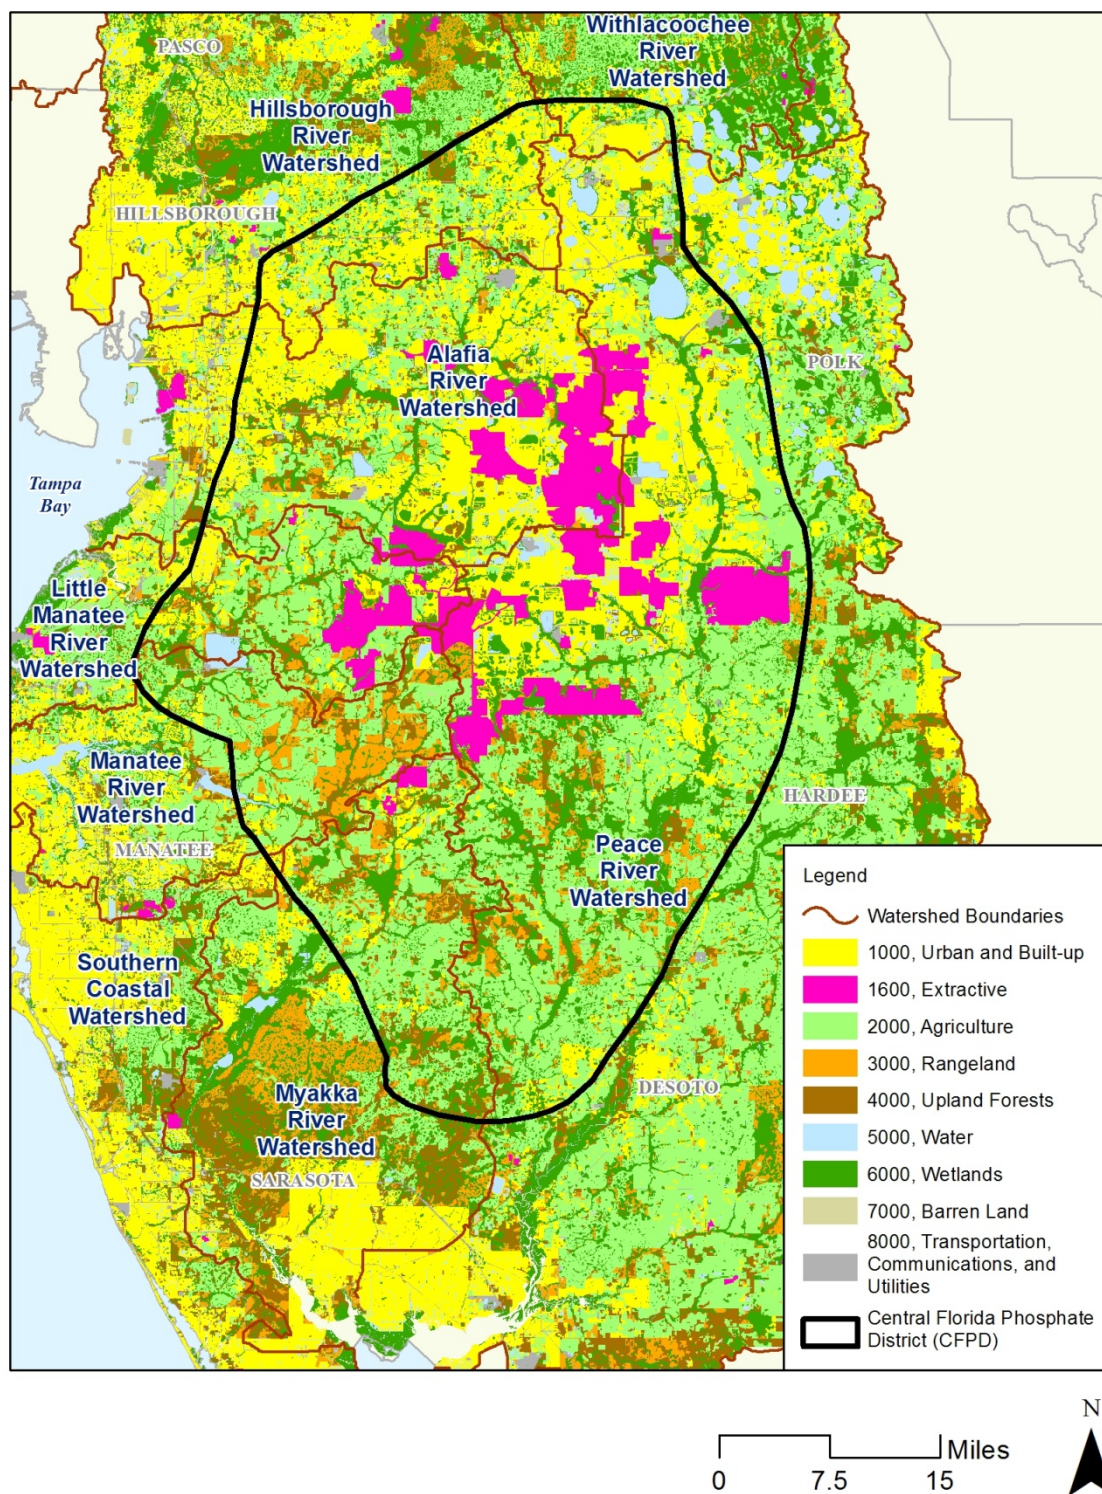 Withlacoochee
River
Watershed
PASCO
Hillsborough
River
Watershed
HILLSBOROUGH
Alafia
River
Watershed
POLK
Tampa
Bay
Little
Manatee
River
Watershed
Manatee
River
Watershed
MANATEE
HARDEE
Peace
River
Watershed
Southern
Coastal
Watershed
DESOTO
Myakka
River
Watershed
SARASOTA
Legend
Watershed Boundaries
1000, Urban and Built-up
1600, Extractive
2000, Agriculture
3000, Rangeland
4000, Upland Forests
5000, Water
6000, Wetlands
7000, Barren Land
8000, Transportation,
Communications, and
Utilities
Central Florida Phosphate
District (CFPD)
N
Miles
0 7.5 15